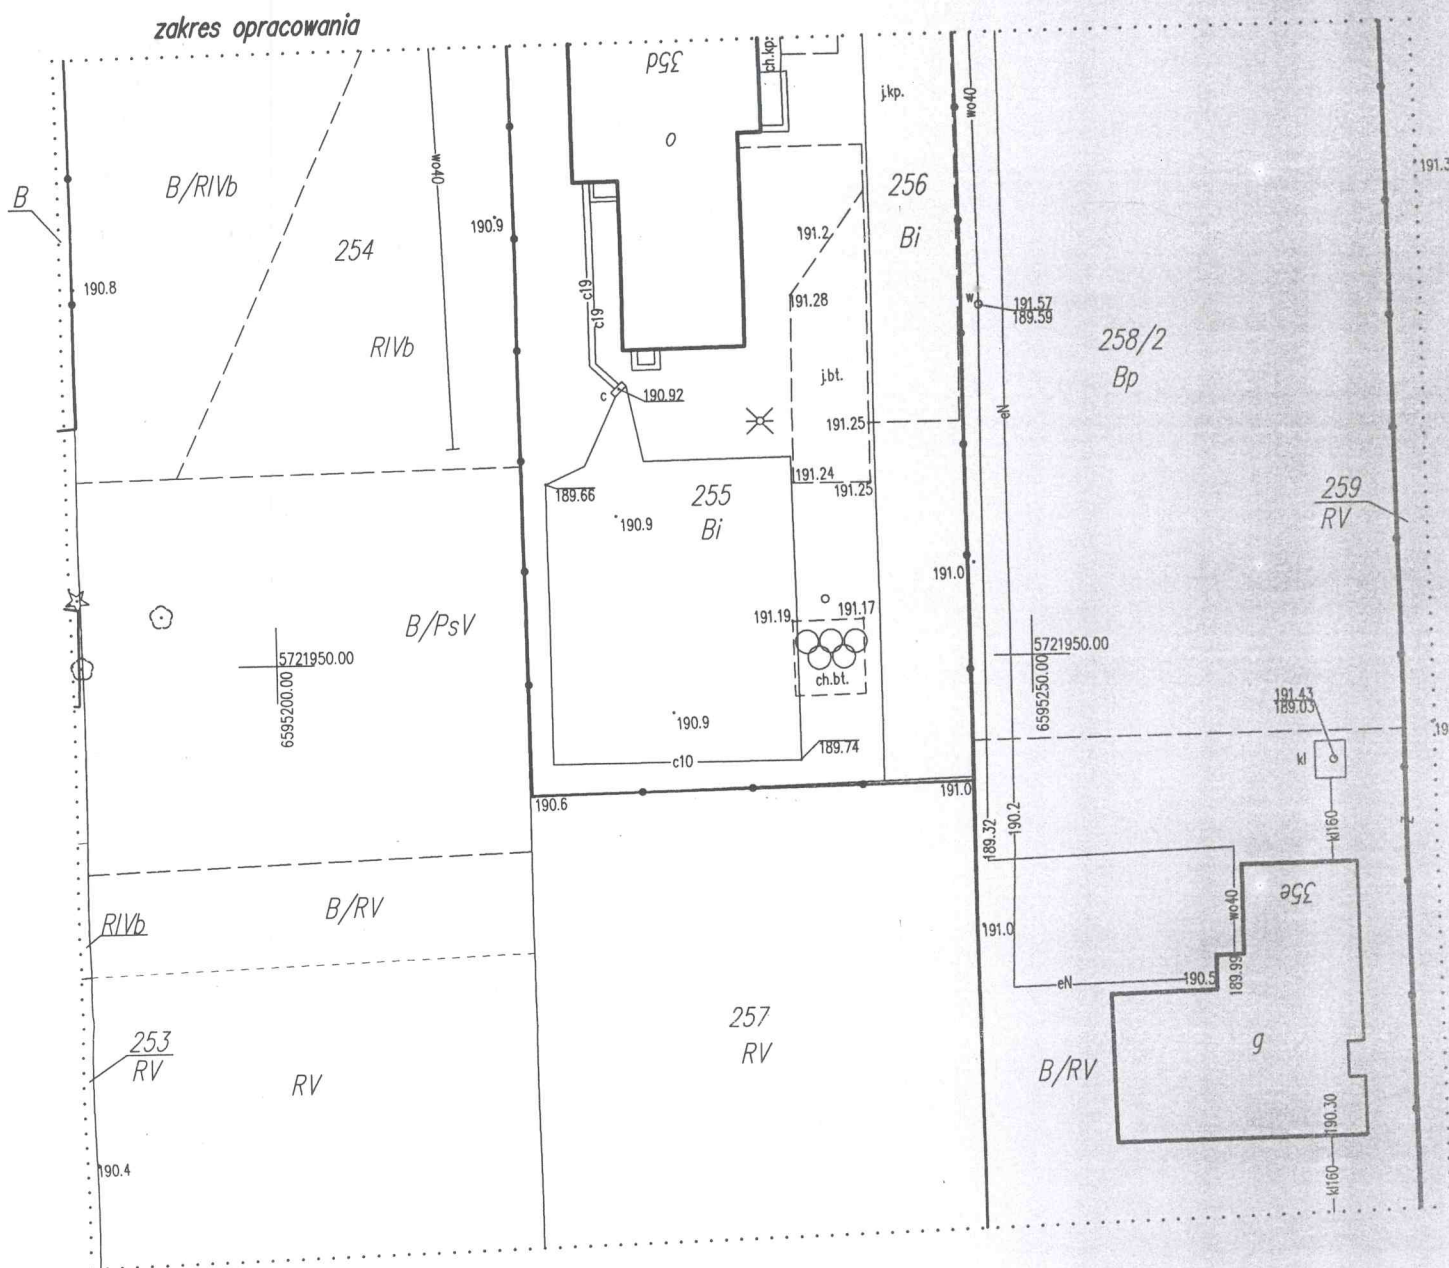 zakres opracowania
35d
ch.kp.
o
j.kp.
wo40
wo40
B
B/RIVb
254
190.9
256
Bi
191.2
191.3
190.8
c19
c19
191.28
w
191.57
189.59
258/2
Bp
RIVb
j.bt.
c
190.92
191.25
eN
189.66
255
Bi
190.9
191.24
191.25
259
RV
191.0
B/PsV
191.19
191.17
5721950.00
6595200.00
5721950.00
6595250.00
ch.bt.
190.9
189.74
c10
191.43
189.03
kl
190.6
191.0
189.32
190.2
kl160
z
RIVb
B/RV
35e
wo40
191.0
189.99
eN
190.5
253
RV
RV
257
RV
B/RV
g
190.30
190.4
kl160